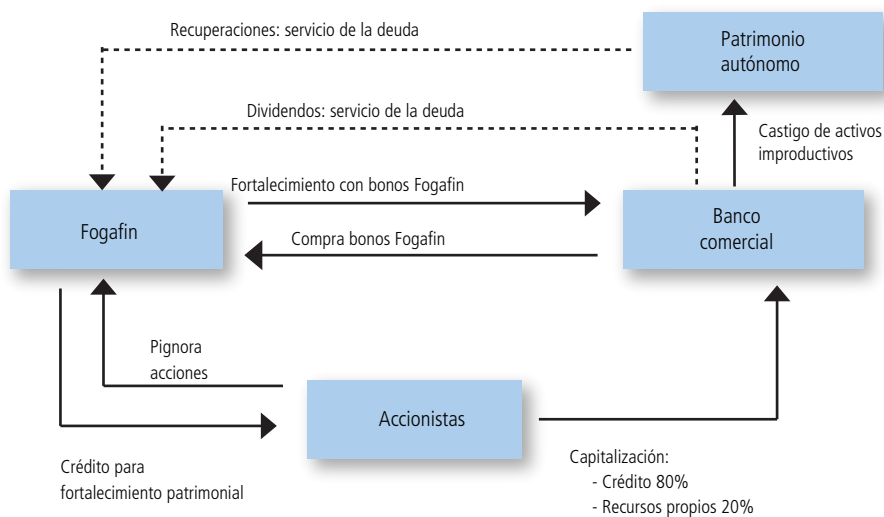 Recuperaciones: servicio de la deuda
Patrimonio
autónomo
Dividendos: servicio de la deuda
Castigo de activos
improductivos
Fortalecimiento con bonos Fogafin
Fogafin
Banco
comercial
Compra bonos Fogafin
Pignora
acciones
Accionistas
Crédito para
fortalecimiento patrimonial
Capitalización:
- Crédito 80%
- Recursos propios 20%